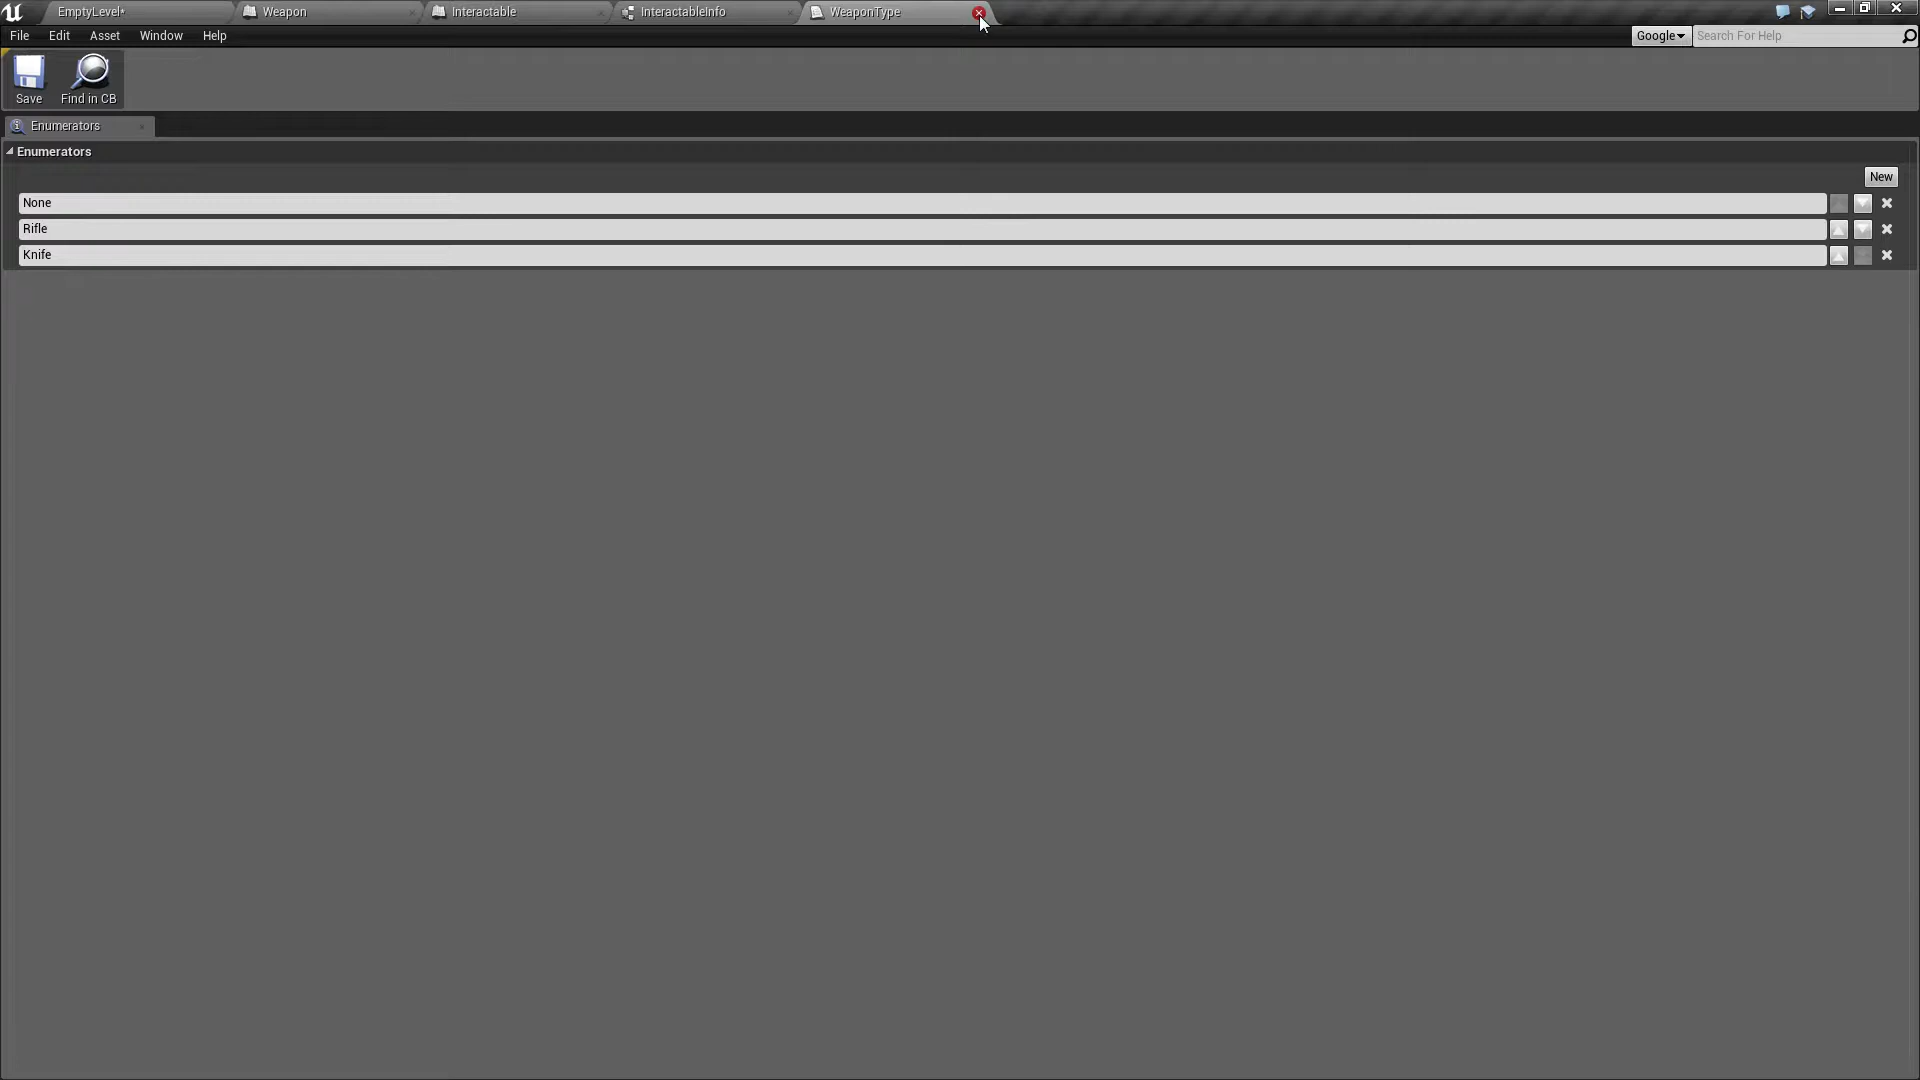 EmptyLevel* Weapon Interactable InteractableInfo WeaponType
File Edit Asset Window Help Google Search For Help
Save Find in CB
Enumerators
Enumerators
New
None
Rifle
Knife